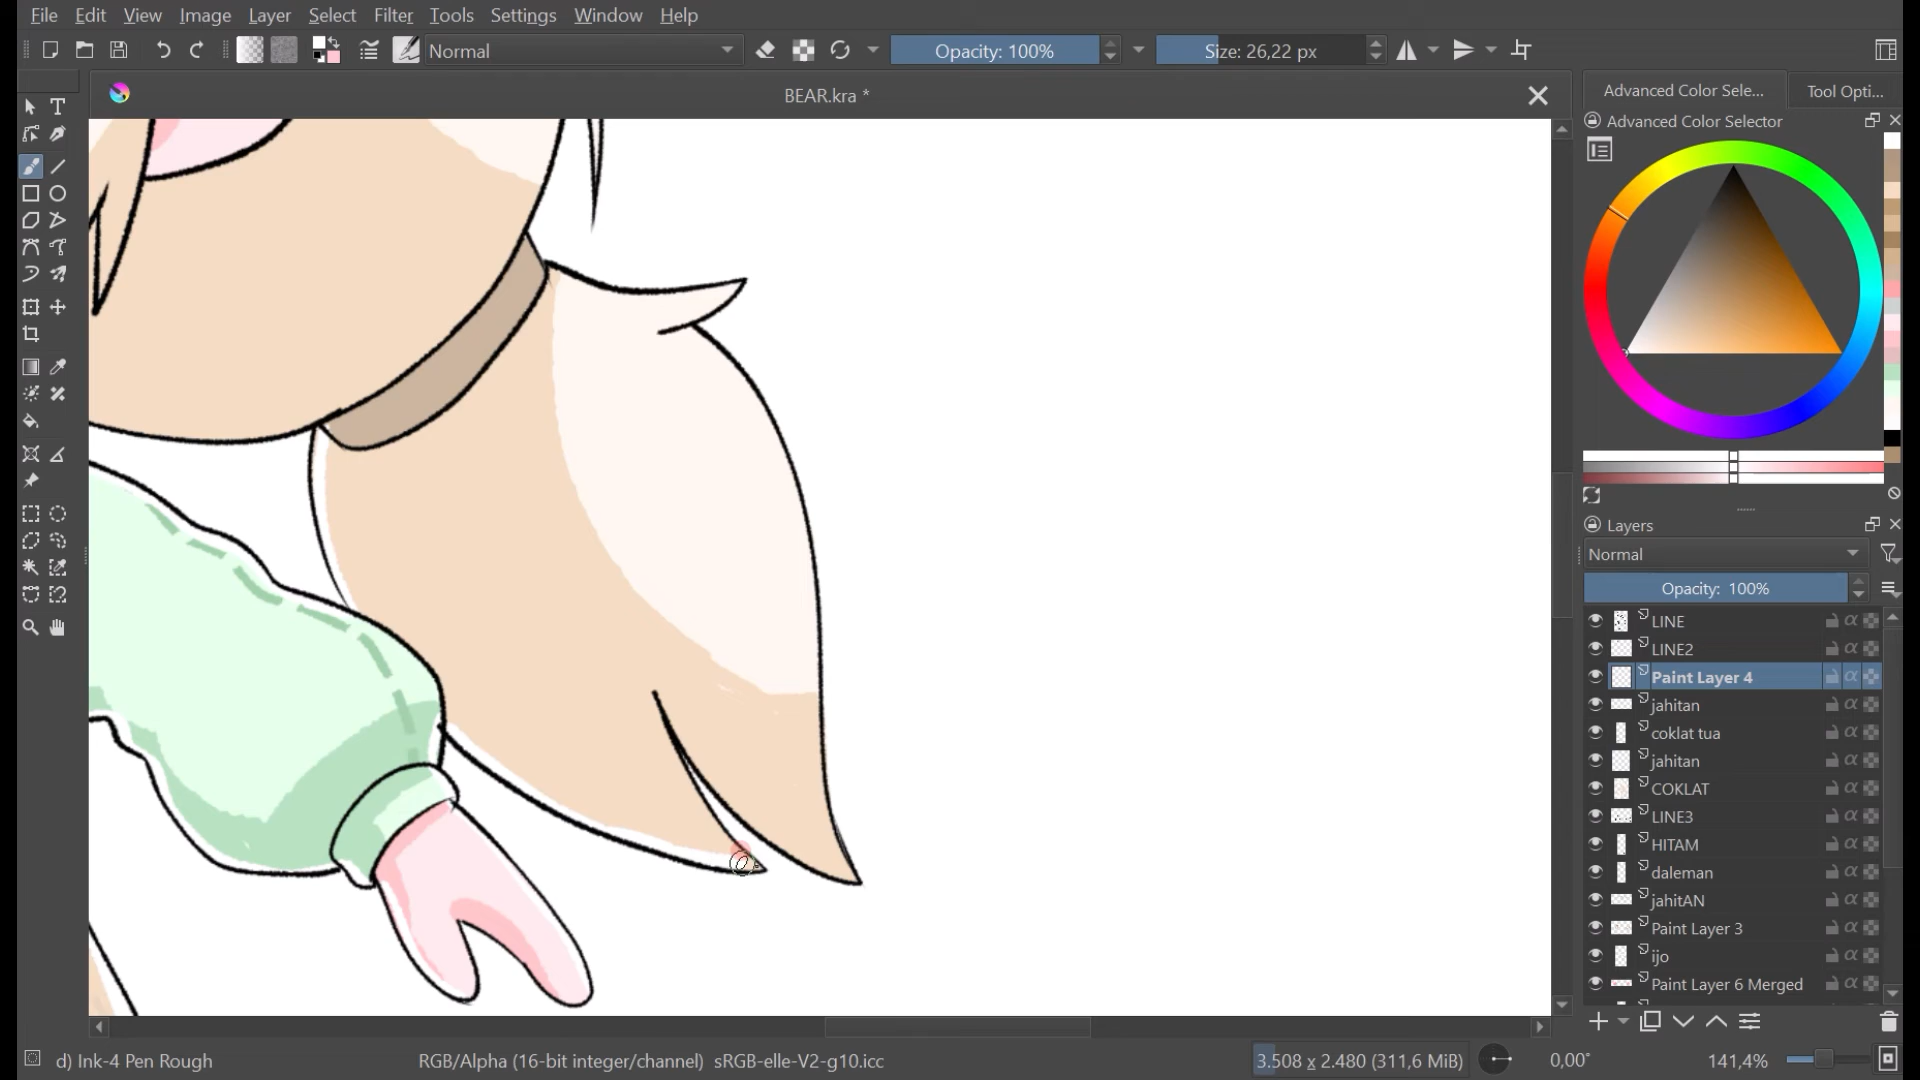 File Edit View Image Layer Select Filter Tools Settings Window Help
Normal Opacity: 100% Size: 26,22 px
BEAR.kra *
Advanced Color Sele... Tool Opti...
Advanced Color Selector
Layers
Normal
Opacity: 100%
LINE
LINE2
Paint Layer 4
jahitan
coklat tua
jahitan
COKLAT
LINE3
HITAM
daleman
jahitAN
Paint Layer 3
ijo
Paint Layer 6 Merged
d) Ink-4 Pen Rough RGB/Alpha (16-bit integer/channel) sRGB-elle-V2-g10.icc 3.508 x 2.480 (311,6 MiB) 0,00° 141,4%